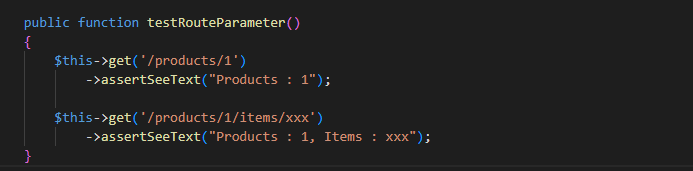 public function testRouteParameter()
{
    $this->get('/products/1')
        ->assertSeeText("Products : 1");

    $this->get('/products/1/items/xxx')
        ->assertSeeText("Products : 1, Items : xxx");
}